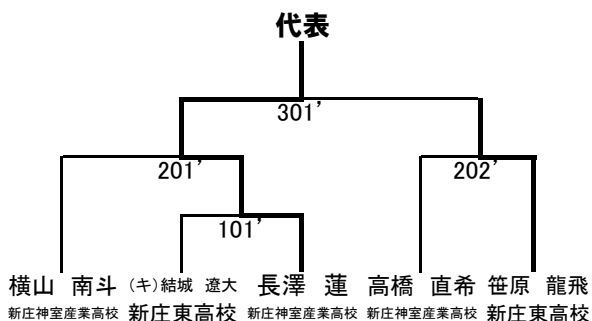 代表
301’
201’
202’
101’
横山　南斗 (キ)結城　遼大 長澤　蓮 高橋　直希 笹原　龍飛
新庄神室産業高校 新庄東高校 新庄神室産業高校 新庄神室産業高校 新庄東高校